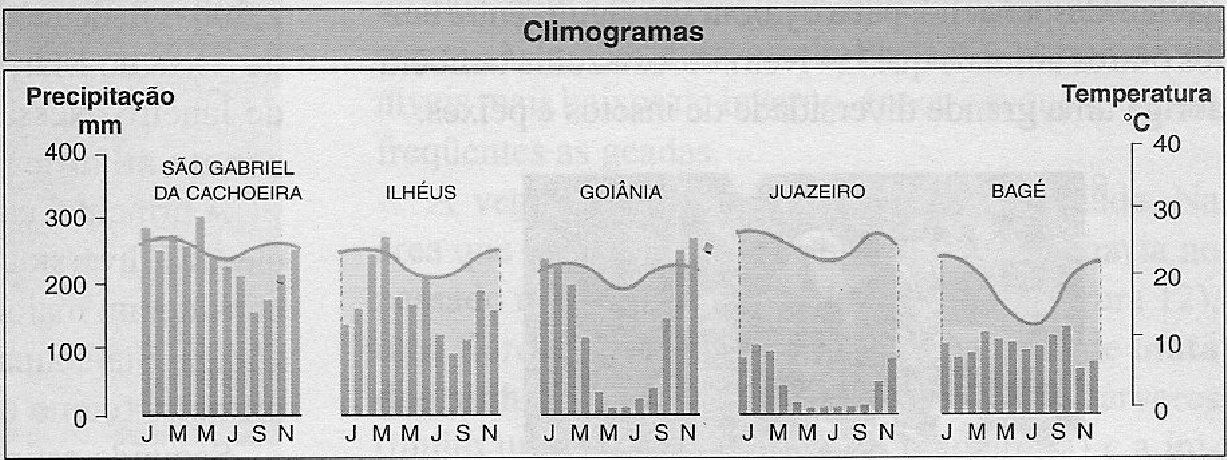 Climogramas
Precipitação
mm
Temperatura
°C
400
300
200
100
0
SÃO GABRIEL
DA CACHOEIRA
ILHÉUS
GOIÂNIA
JUAZEIRO
BAGÉ
40
30
20
10
0
J M M J S N
J M M J S N
J M M J S N
J M M J S N
J M M J S N